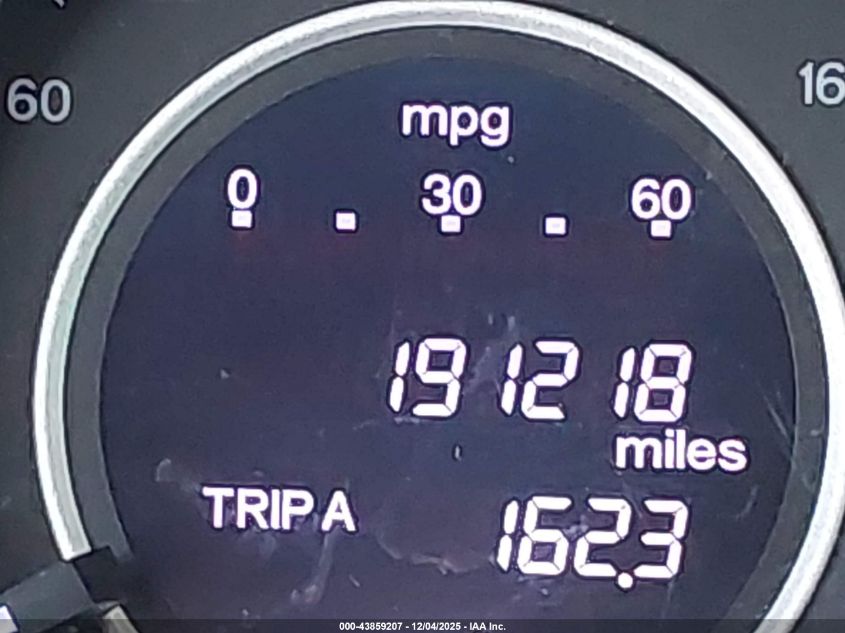 60
16
mpg
0 30 60
191218
miles
TRIP A
162.3
000-43859207 - 12/04/2025 - IAA Inc.